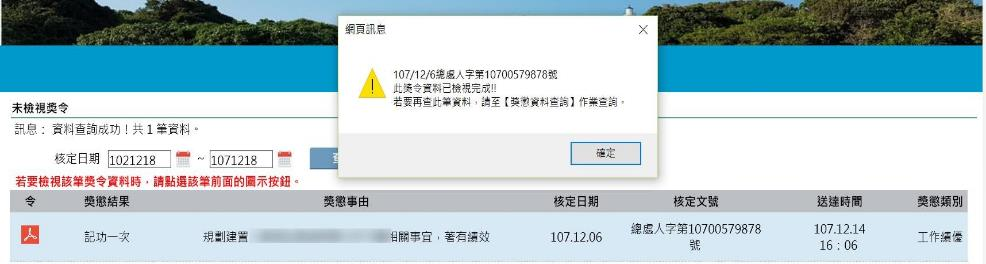 網頁訊息
107/12/6總處人字第10700579878號
此獎令資料已檢視完成!!
若要再查此筆資料，請至【獎懲資料查詢】作業查詢。
確定
未檢視獎令
訊息： 資料查詢成功！共 1 筆資料。
核定日期 1021218 ~ 1071218
若要檢視該筆獎令資料時，請點選該筆前面的圖示按鈕。
令 獎懲結果 獎懲事由 核定日期 核定文號 送達時間 獎懲類別
記功一次 規劃建置 相關事宜，著有績效 107.12.06 總處人字第10700579878號 107.12.14 16：06 工作績優